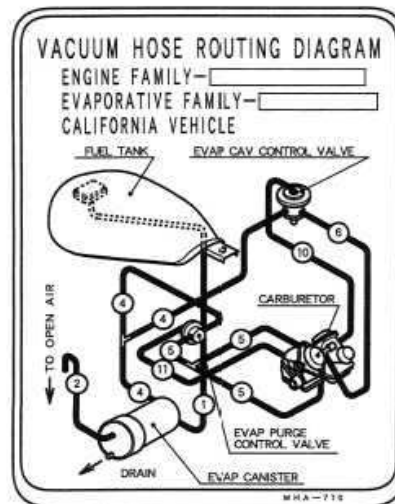 VACUUM HOSE ROUTING DIAGRAM
ENGINE FAMILY—
EVAPORATIVE FAMILY—
CALIFORNIA VEHICLE
FUEL TANK
EVAP CAV CONTROL VALVE
6
10
4
4
CARBURETOR
TO OPEN AIR
5
5
11
2
4
1
5
EVAP PURGE
CONTROL VALVE
DRAIN
EVAP CANISTER